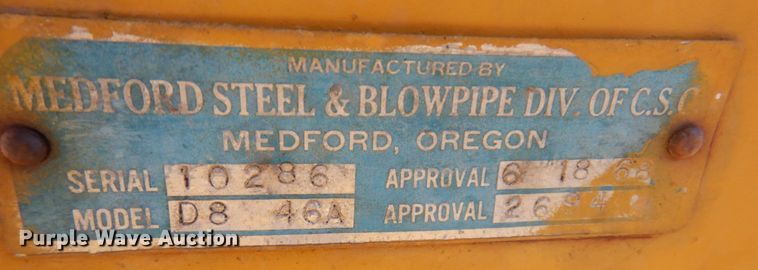 MANUFACTURED BY
MEDFORD STEEL & BLOWPIPE DIV. OF C.S.C.
MEDFORD, OREGON
SERIAL 10286 APPROVAL 6 18
MODEL D8 46A APPROVAL
Purple Wave Auction